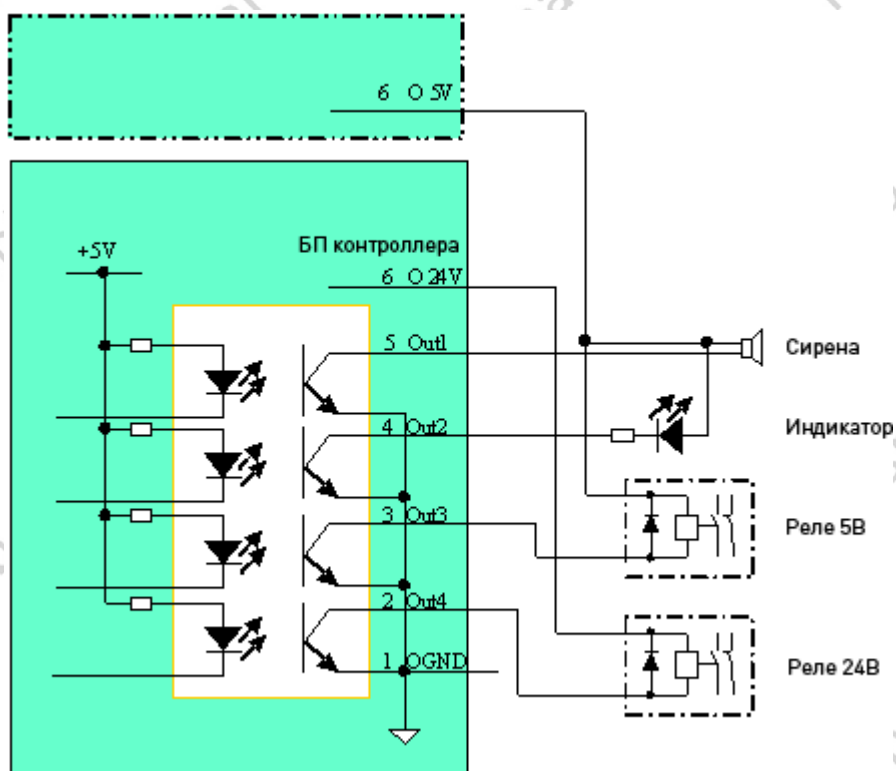 6 O 5V
+5V
БП контроллера
6 O 24V
5 Out1
Сирена
4 Out2
Индикатор
3 Out3
Реле 5В
2 Out4
1 OGND
Реле 24В